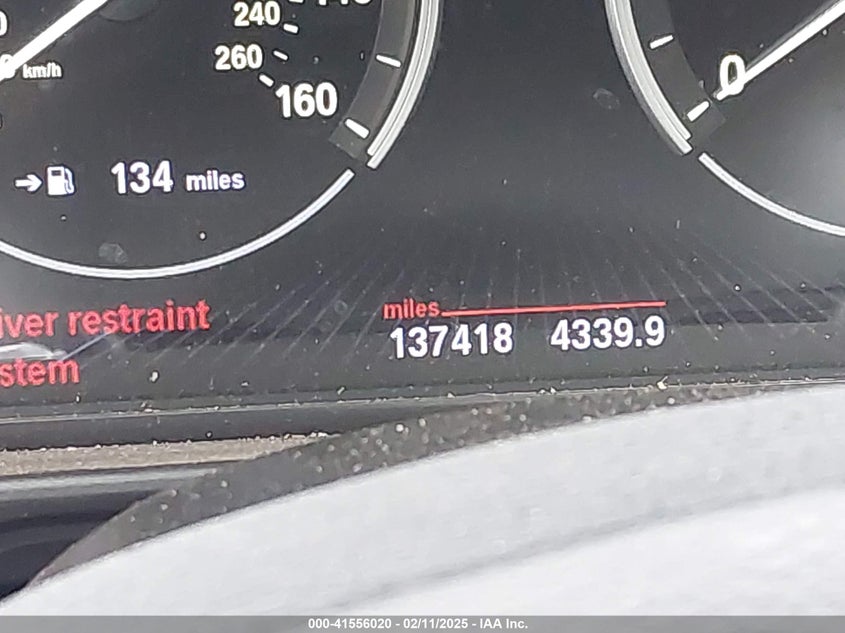 240
260
km/h
160
0
134 miles
iver restraint
stem
miles
137418 4339.9
000-41556020 - 02/11/2025 - IAA Inc.